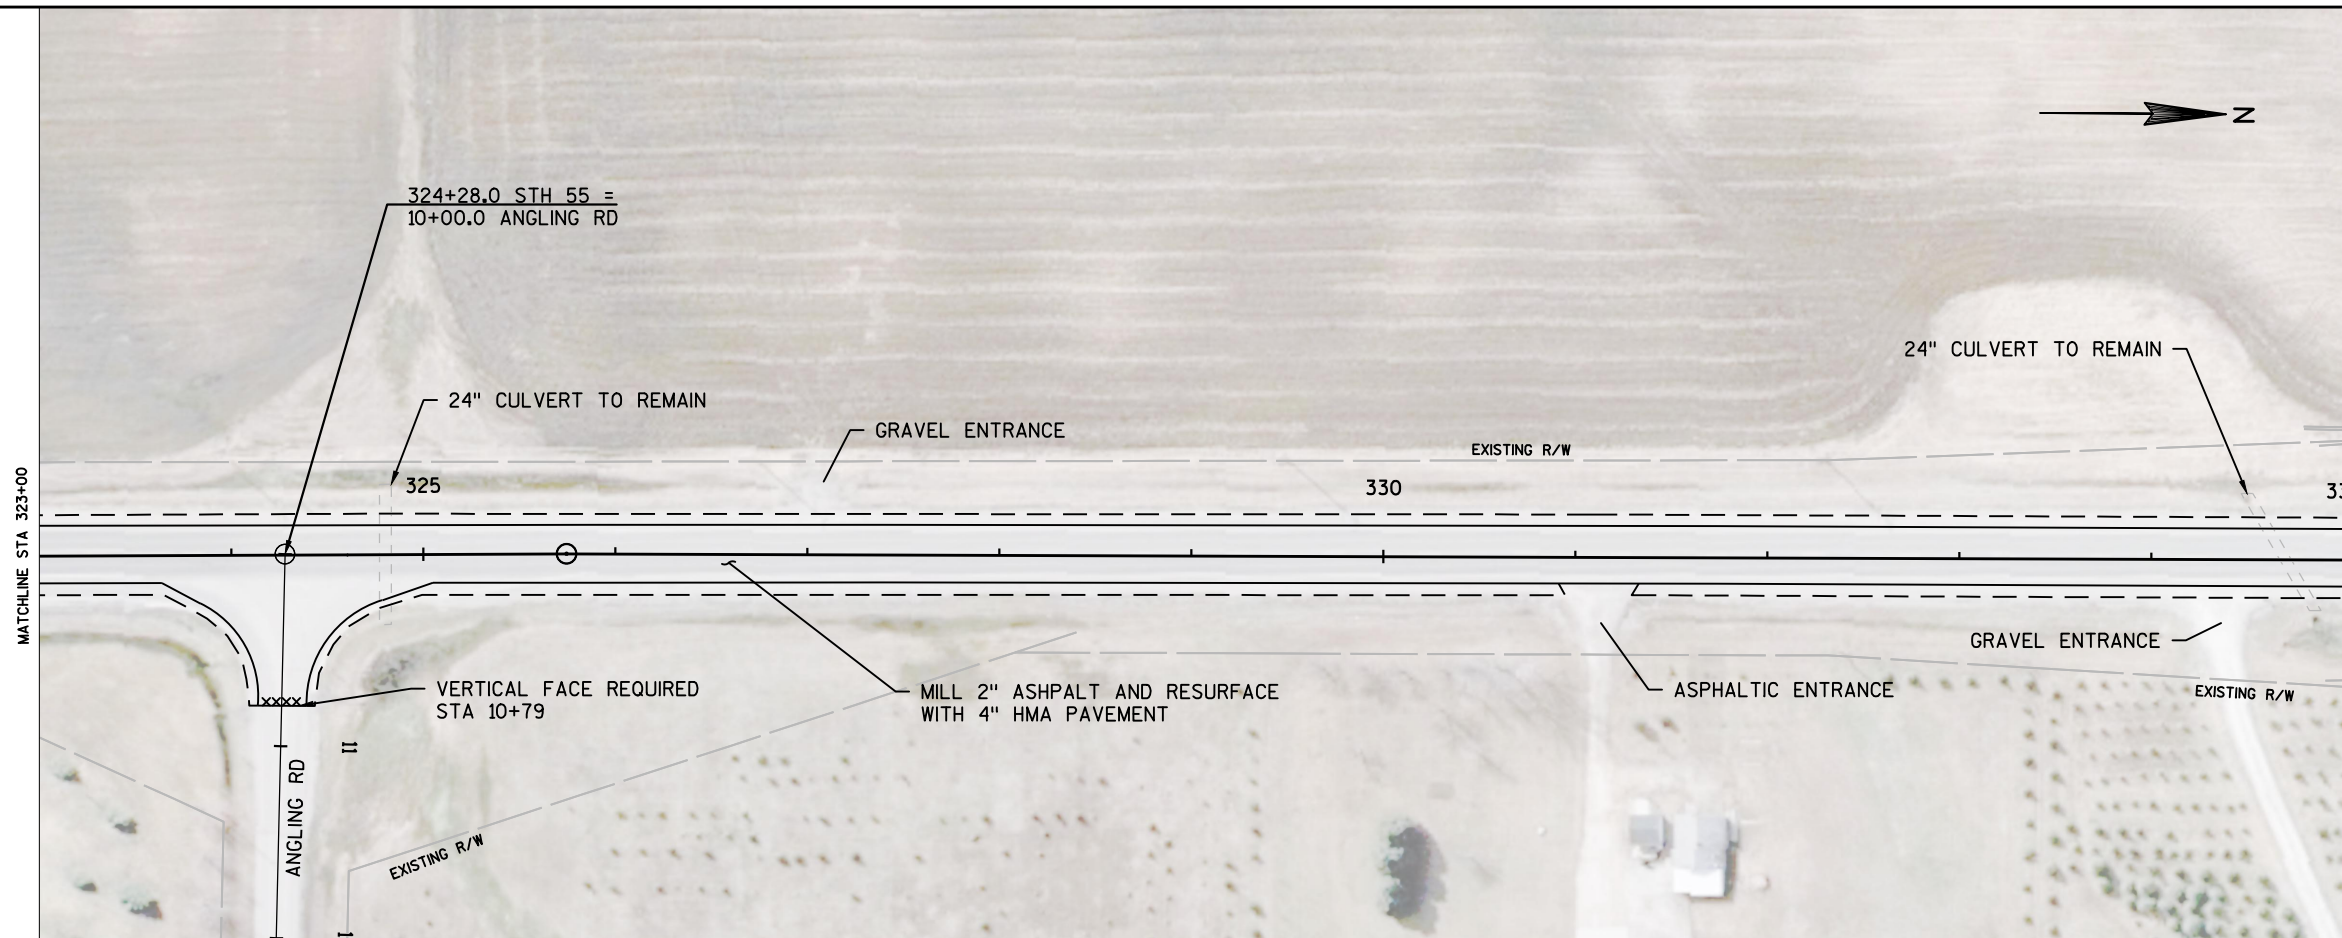 N
324+28.0 STH 55 =
10+00.0 ANGLING RD
24" CULVERT TO REMAIN
24" CULVERT TO REMAIN
GRAVEL ENTRANCE
EXISTING R/W
325
330
MATCHLINE STA 323+00
GRAVEL ENTRANCE
VERTICAL FACE REQUIRED
STA 10+79
MILL 2" ASHPALT AND RESURFACE
WITH 4" HMA PAVEMENT
ASPHALTIC ENTRANCE
EXISTING R/W
XXXX
11
ANGLING RD
EXISTING R/W